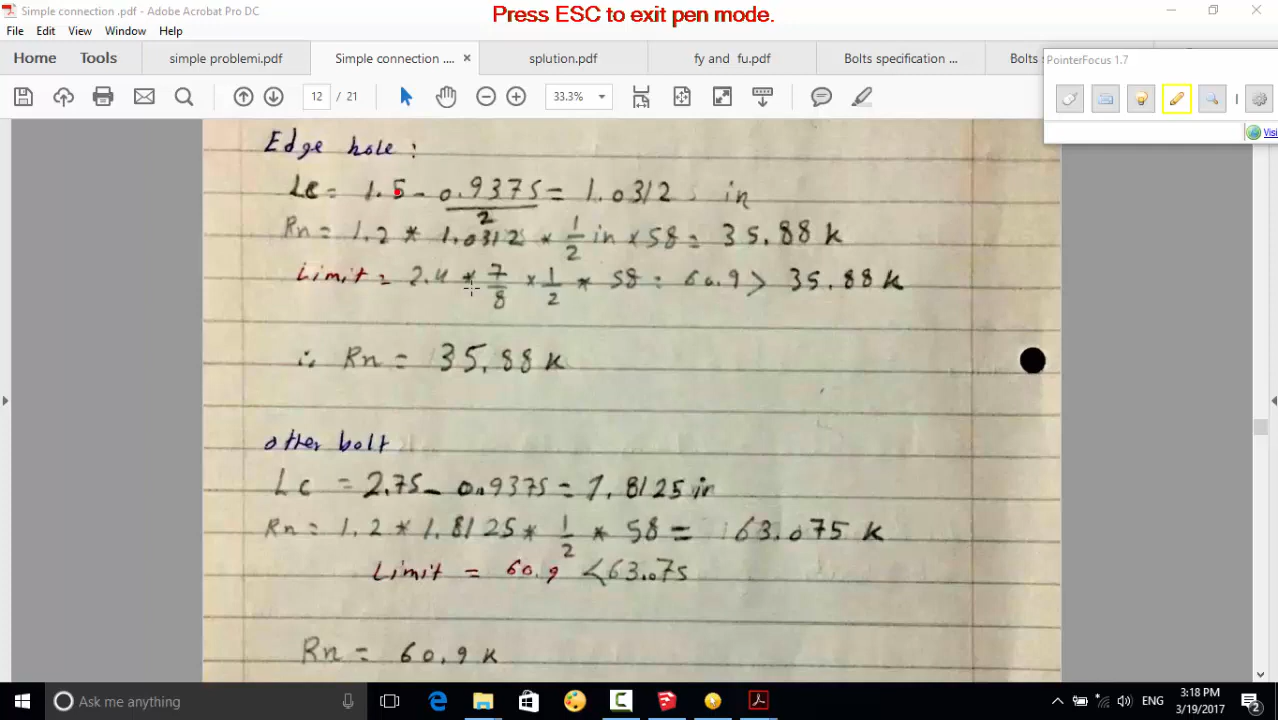 Simple connection .pdf - Adobe Acrobat Pro DC
Press ESC to exit pen mode.
File Edit View Window Help
Home Tools simple problemi.pdf Simple connection .... × splution.pdf fy and fu.pdf Bolts specification ... Bolts
PointerFocus 1.7
12 / 21 33.3%
Visi
Edge hole :
Lc = 1.5 - 0.9375/2 = 1.0312 in
Rn = 1.2 * 1.0312 * 1/2 in × 58 = 35.88 k
Limit = 2.4 * 7/8 × 1/2 * 58 = 60.9 > 35.88 k
∴ Rn = 35.88 k
other bolt
Lc = 2.75 - 0.9375 = 1.8125 in
Rn = 1.2 * 1.8125 * 1/2 * 58 = 63.075 k
Limit = 60.9 < 63.075
Rn = 60.9 k
Ask me anything
ENG
3:18 PM
3/19/2017
2